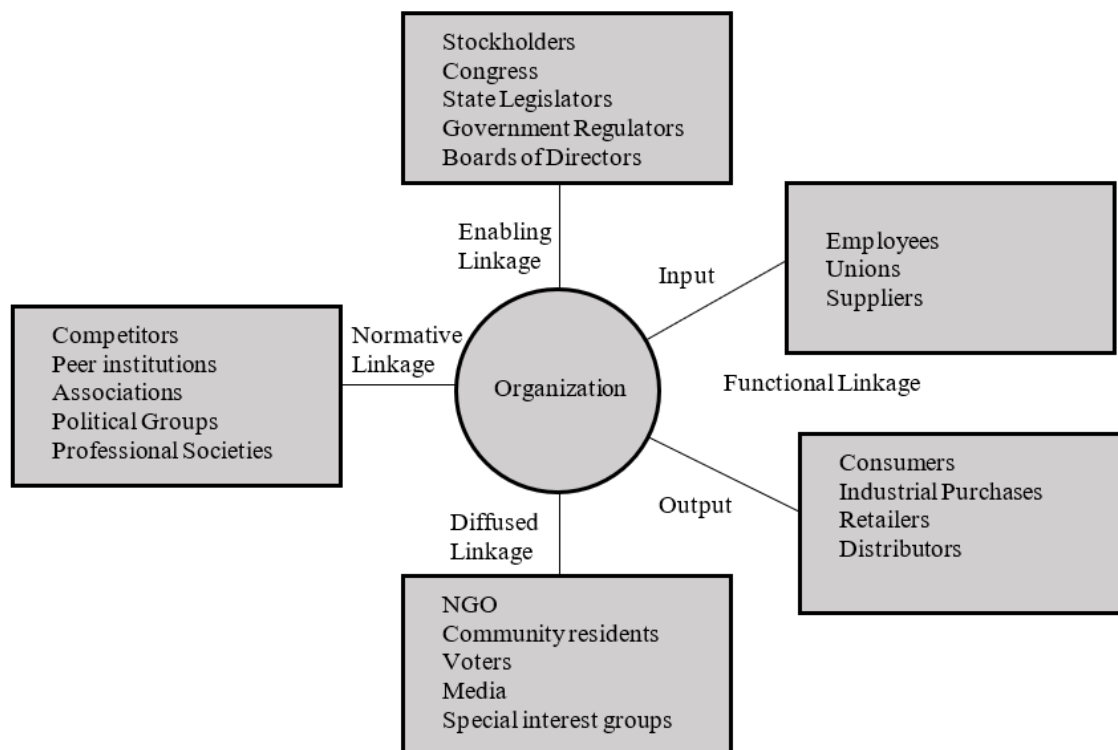 Stockholders
Congress
State Legislators
Government Regulators
Boards of Directors
Enabling
Linkage
Input
Employees
Unions
Suppliers
Competitors
Peer institutions
Associations
Political Groups
Professional Societies
Normative
Linkage
Organization
Functional Linkage
Output
Consumers
Industrial Purchases
Retailers
Distributors
Diffused
Linkage
NGO
Community residents
Voters
Media
Special interest groups